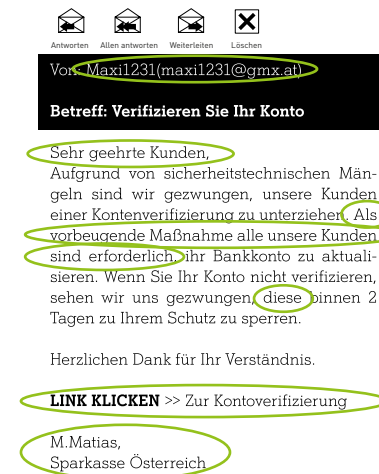 Antworten Allen antworten Weiterleiten Löschen
Von: Maxi1231(maxi1231@gmx.at)
Betreff: Verifizieren Sie Ihr Konto
Sehr geehrte Kunden,
Aufgrund von sicherheitstechnischen Män-
geln sind wir gezwungen, unsere Kunden
einer Kontenverifizierung zu unterziehen. Als
vorbeugende Maßnahme alle unsere Kunden
sind erforderlich, ihr Bankkonto zu aktuali-
sieren. Wenn Sie Ihr Konto nicht verifizieren,
sehen wir uns gezwungen, diese binnen 2
Tagen zu Ihrem Schutz zu sperren.
Herzlichen Dank für Ihr Verständnis.
LINK KLICKEN >> Zur Kontoverifizierung
M.Matias,
Sparkasse Österreich